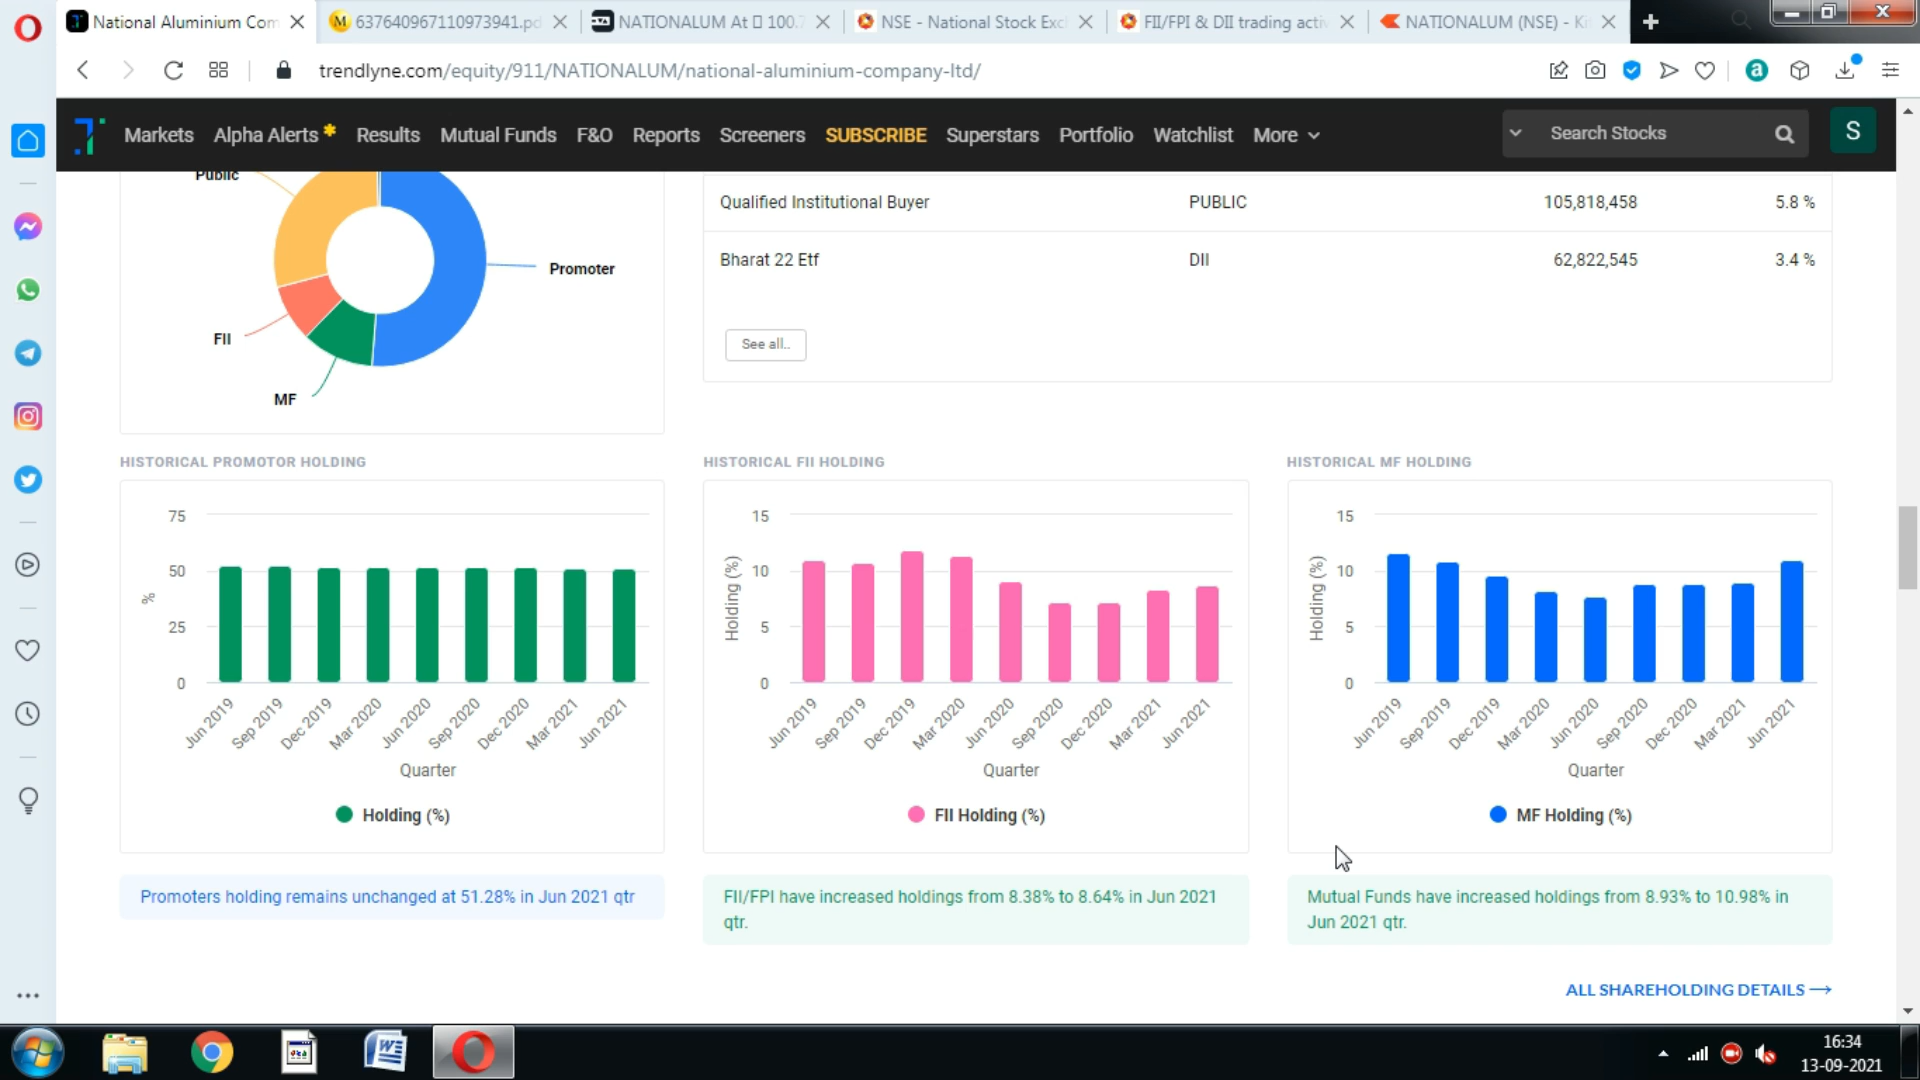 National Aluminium Com
637640967110973941.pd
NATIONALUM At 100.
NSE - National Stock Exc
FII/FPI & DII trading activ
NATIONALUM (NSE) - Ki
trendlyne.com/equity/911/NATIONALUM/national-aluminium-company-ltd/
Markets Alpha Alerts Results Mutual Funds F&O Reports Screeners SUBSCRIBE Superstars Portfolio Watchlist More Search Stocks S
Public
Promoter
FII
MF
Qualified Institutional Buyer PUBLIC 105,818,458 5.8 %
Bharat 22 Etf DII 62,822,545 3.4 %
See all..
HISTORICAL PROMOTOR HOLDING
75
50
25
0
%
Jun 2019 Sep 2019 Dec 2019 Mar 2020 Jun 2020 Sep 2020 Dec 2020 Mar 2021 Jun 2021
Quarter
Holding (%)
Promoters holding remains unchanged at 51.28% in Jun 2021 qtr
HISTORICAL FII HOLDING
15
10
5
0
Holding (%)
Jun 2019 Sep 2019 Dec 2019 Mar 2020 Jun 2020 Sep 2020 Dec 2020 Mar 2021 Jun 2021
Quarter
FII Holding (%)
FII/FPI have increased holdings from 8.38% to 8.64% in Jun 2021
qtr.
HISTORICAL MF HOLDING
15
10
5
0
Holding (%)
Jun 2019 Sep 2019 Dec 2019 Mar 2020 Jun 2020 Sep 2020 Dec 2020 Mar 2021 Jun 2021
Quarter
MF Holding (%)
Mutual Funds have increased holdings from 8.93% to 10.98% in
Jun 2021 qtr.
ALL SHAREHOLDING DETAILS
16:34
13-09-2021